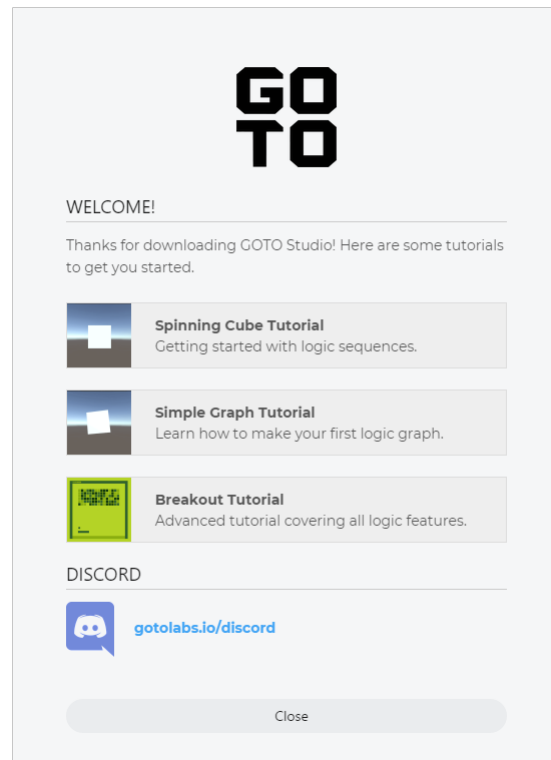 GO
TO
WELCOME!
Thanks for downloading GOTO Studio! Here are some tutorials
to get you started.
Spinning Cube Tutorial
Getting started with logic sequences.
Simple Graph Tutorial
Learn how to make your first logic graph.
Breakout Tutorial
Advanced tutorial covering all logic features.
DISCORD
gotolabs.io/discord
Close